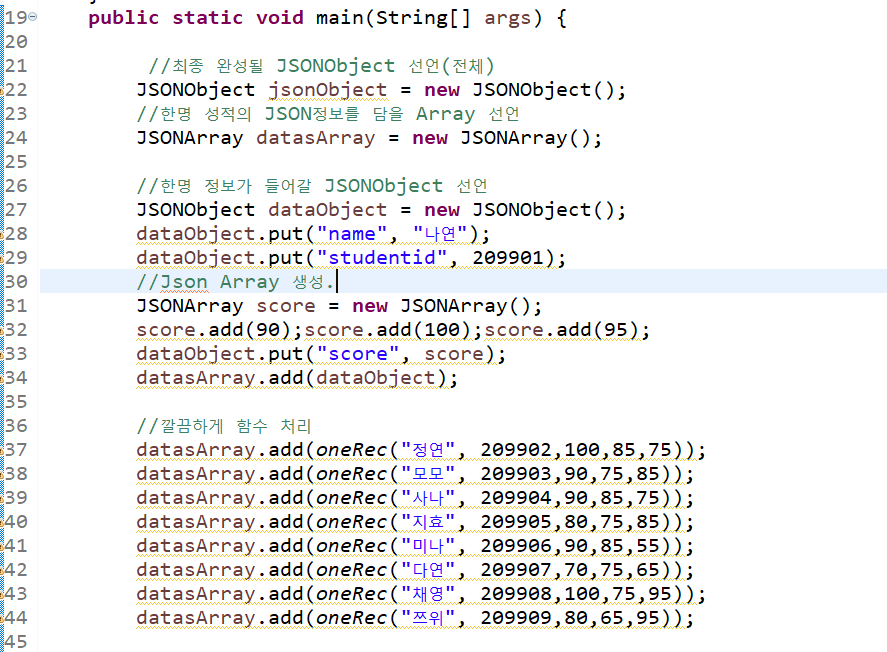 19 public static void main(String[] args) {
20
21 //최종 완성될 JSONObject 선언(전체)
22 JSONObject jsonObject = new JSONObject();
23 //한명 성적의 JSON정보를 담을 Array 선언
24 JSONArray datasArray = new JSONArray();
25
26 //한명 정보가 들어갈 JSONObject 선언
27 JSONObject dataObject = new JSONObject();
28 dataObject.put("name", "나연");
29 dataObject.put("studentid", 209901);
30 //Json Array 생성.
31 JSONArray score = new JSONArray();
32 score.add(90);score.add(100);score.add(95);
33 dataObject.put("score", score);
34 datasArray.add(dataObject);
35
36 //깔끔하게 함수 처리
37 datasArray.add(oneRec("정연", 209902,100,85,75));
38 datasArray.add(oneRec("모모", 209903,90,75,85));
39 datasArray.add(oneRec("사나", 209904,90,85,75));
40 datasArray.add(oneRec("지효", 209905,80,75,85));
41 datasArray.add(oneRec("미나", 209906,90,85,55));
42 datasArray.add(oneRec("다연", 209907,70,75,65));
43 datasArray.add(oneRec("채영", 209908,100,75,95));
44 datasArray.add(oneRec("쯔위", 209909,80,65,95));
45